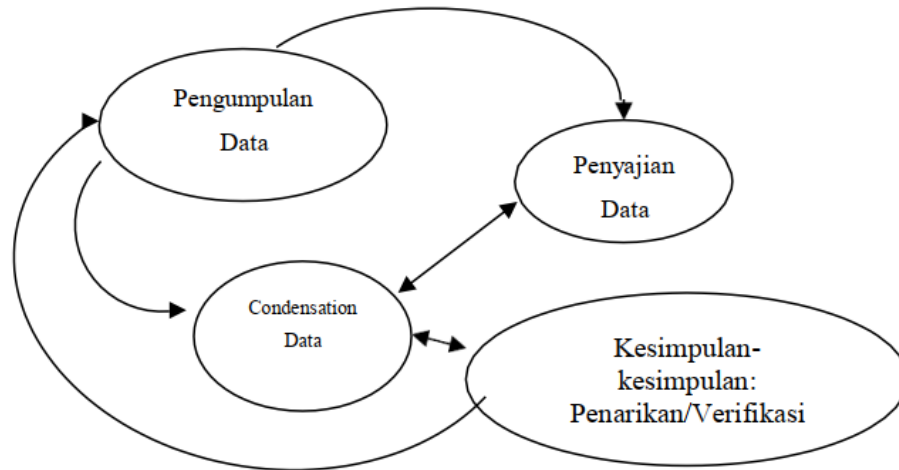 Pengumpulan
Data
Penyajian
Data
Condensation
Data
Kesimpulan-
kesimpulan:
Penarikan/Verifikasi